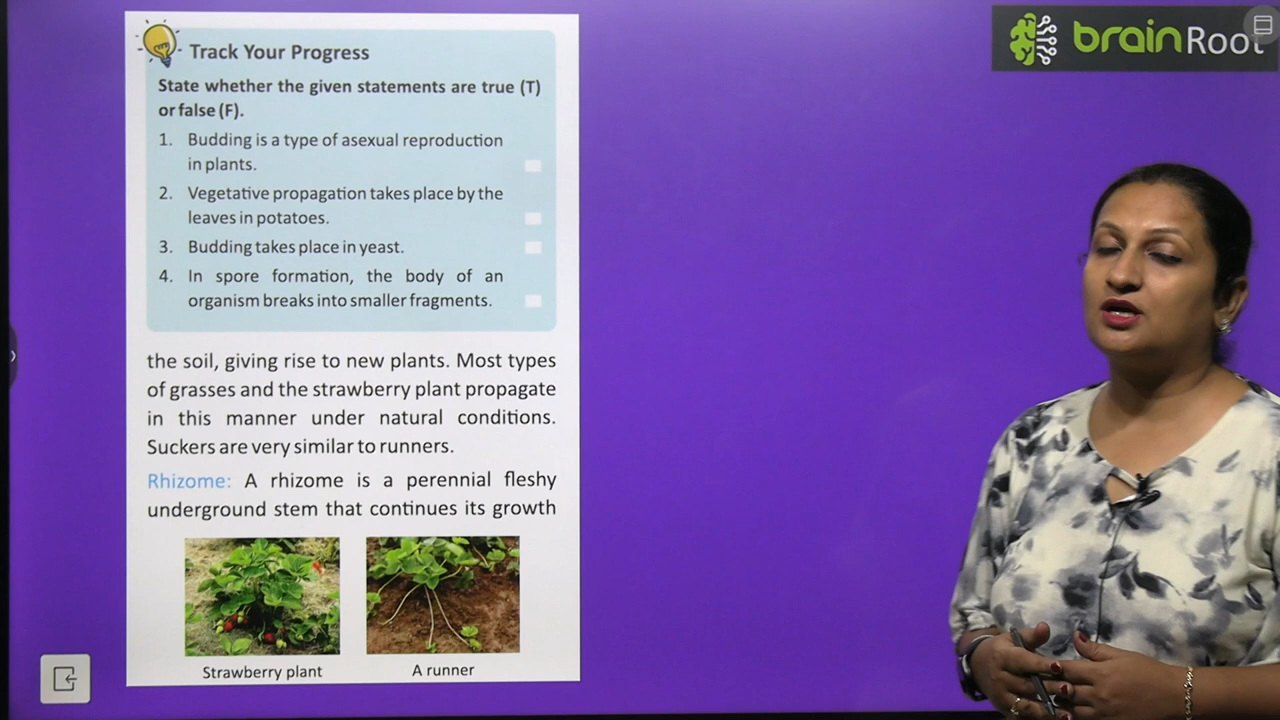 Track Your Progress
State whether the given statements are true (T)
or false (F).
1. Budding is a type of asexual reproduction
in plants.
2. Vegetative propagation takes place by the
leaves in potatoes.
3. Budding takes place in yeast.
4. In spore formation, the body of an
organism breaks into smaller fragments.
the soil, giving rise to new plants. Most types
of grasses and the strawberry plant propagate
in this manner under natural conditions.
Suckers are very similar to runners.
Rhizome: A rhizome is a perennial fleshy
underground stem that continues its growth
Strawberry plant
A runner
brain Root